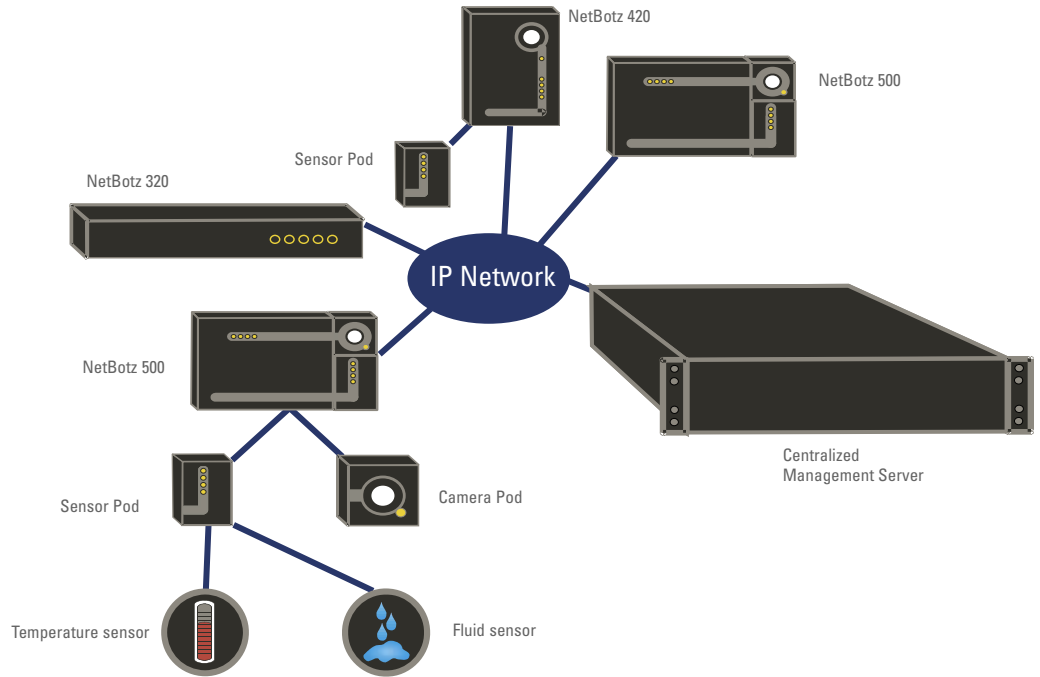 NetBotz 420
NetBotz 500
Sensor Pod
NetBotz 320
IP Network
NetBotz 500
Centralized
Management Server
Sensor Pod
Camera Pod
Temperature sensor
Fluid sensor